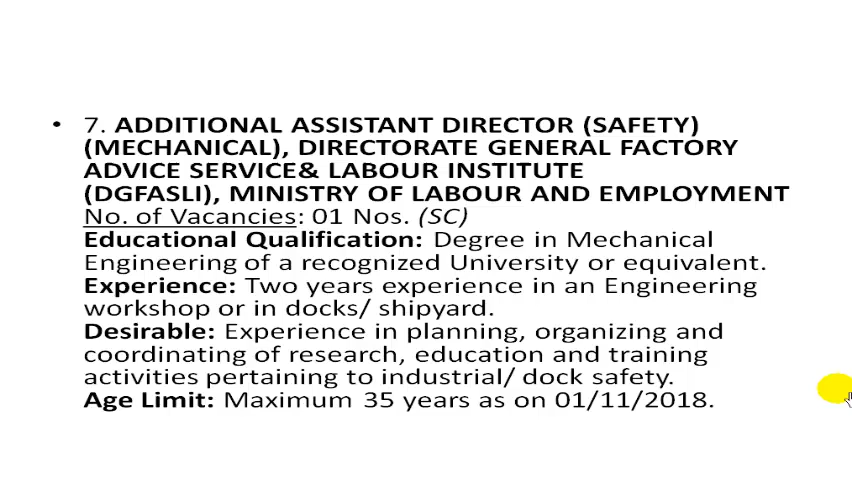 • 7. ADDITIONAL ASSISTANT DIRECTOR (SAFETY)
(MECHANICAL), DIRECTORATE GENERAL FACTORY
ADVICE SERVICE& LABOUR INSTITUTE
(DGFASLI), MINISTRY OF LABOUR AND EMPLOYMENT
No. of Vacancies: 01 Nos. (SC)
Educational Qualification: Degree in Mechanical
Engineering of a recognized University or equivalent.
Experience: Two years experience in an Engineering
workshop or in docks/ shipyard.
Desirable: Experience in planning, organizing and
coordinating of research, education and training
activities pertaining to industrial/ dock safety.
Age Limit: Maximum 35 years as on 01/11/2018.